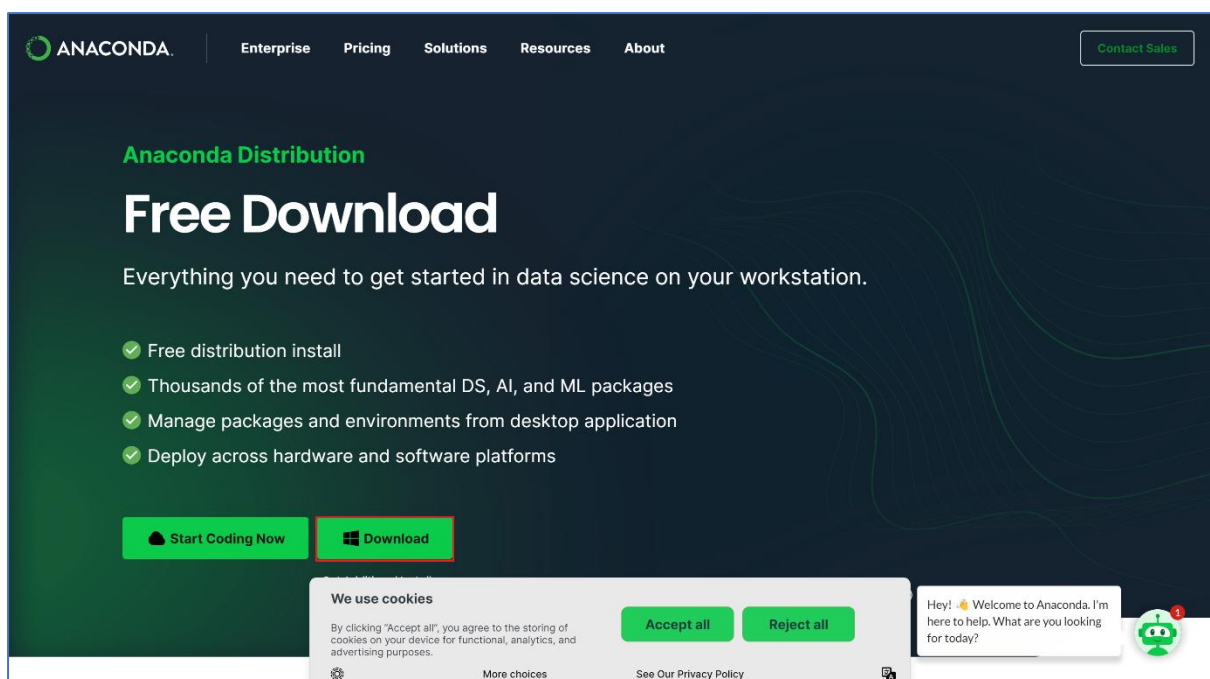 ANACONDA.
Enterprise Pricing Solutions Resources About
Contact Sales
Anaconda Distribution
Free Download
Everything you need to get started in data science on your workstation.
Free distribution install
Thousands of the most fundamental DS, AI, and ML packages
Manage packages and environments from desktop application
Deploy across hardware and software platforms
Start Coding Now
Download
We use cookies
By clicking "Accept all", you agree to the storing of
cookies on your device for functional, analytics, and
advertising purposes.
Accept all
Reject all
More choices
See Our Privacy Policy
Hey! 👋 Welcome to Anaconda. I'm
here to help. What are you looking
for today?
1